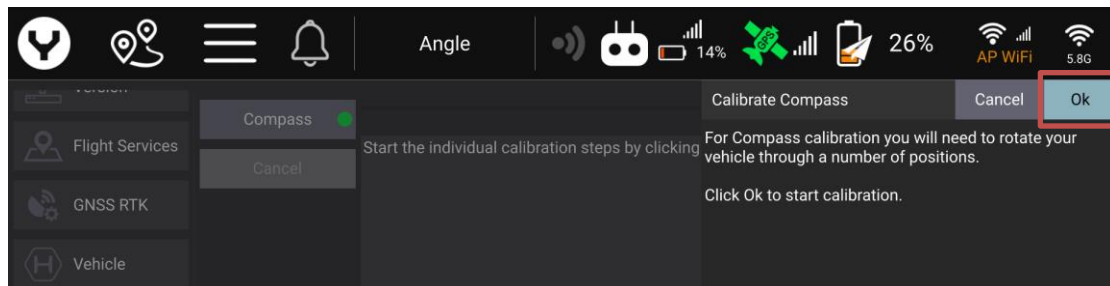 Angle
14%
GPS
26%
AP WiFi
5.8G
Version
Flight Services
GNSS RTK
Vehicle
Compass
Cancel
Start the individual calibration steps by clicking
Calibrate Compass
Cancel
Ok
For Compass calibration you will need to rotate your
vehicle through a number of positions.
Click Ok to start calibration.